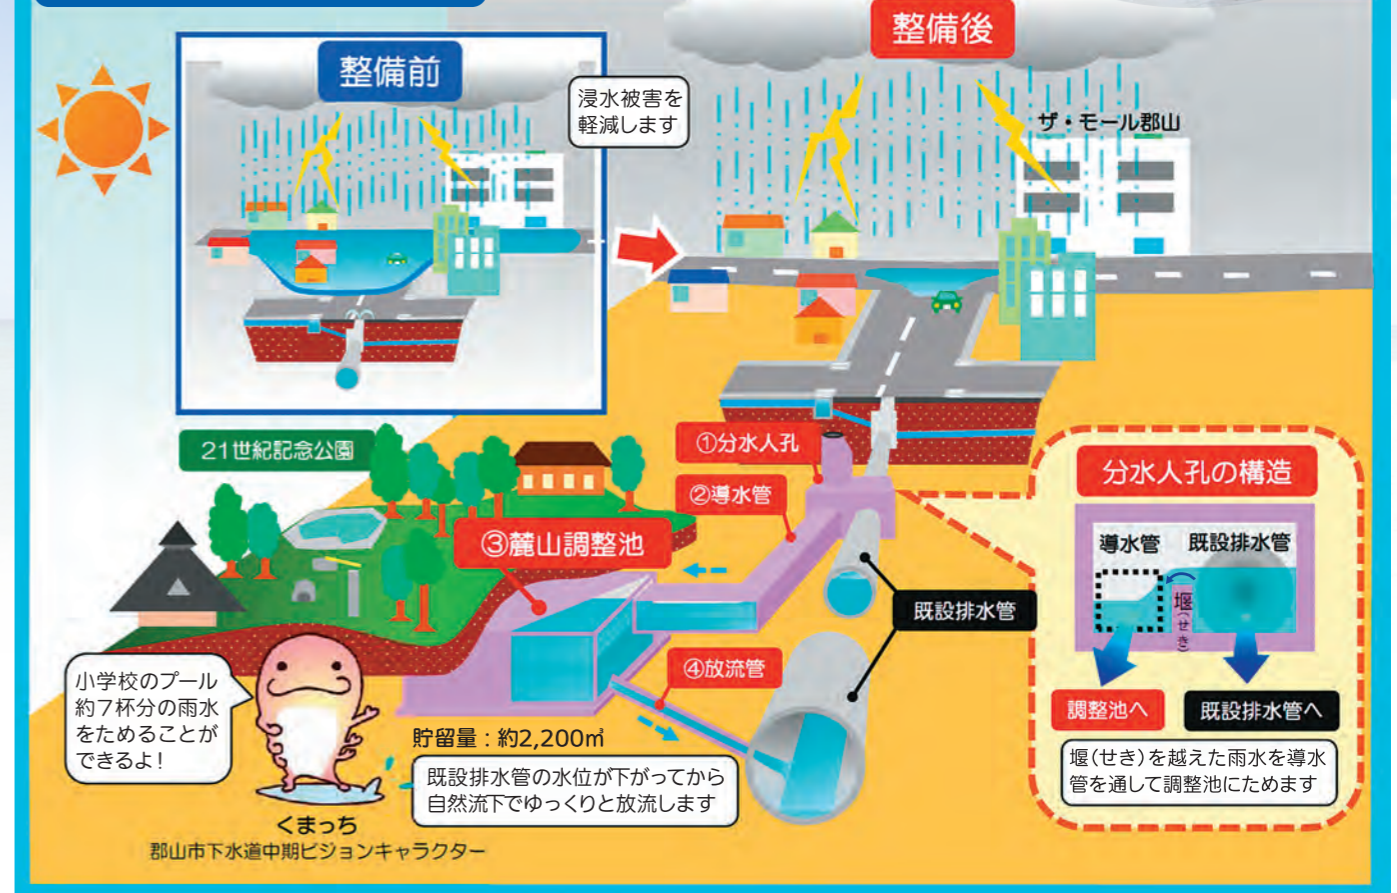 整備前
浸水被害を
軽減します
整備後
ザ・モール郡山
21世紀記念公園
①分水人孔
②導水管
③麓山調整池
既設排水管
④放流管
貯留量：約2,200㎥
既設排水管の水位が下がってから
自然流下でゆっくりと放流します
小学校のプール
約7杯分の雨水
をためることが
できるよ！
くまっち
郡山市下水道中期ビジョンキャラクター
分水人孔の構造
導水管
既設排水管
堰（せき）
調整池へ
既設排水管へ
堰（せき）を越えた雨水を導水
管を通して調整池にためます